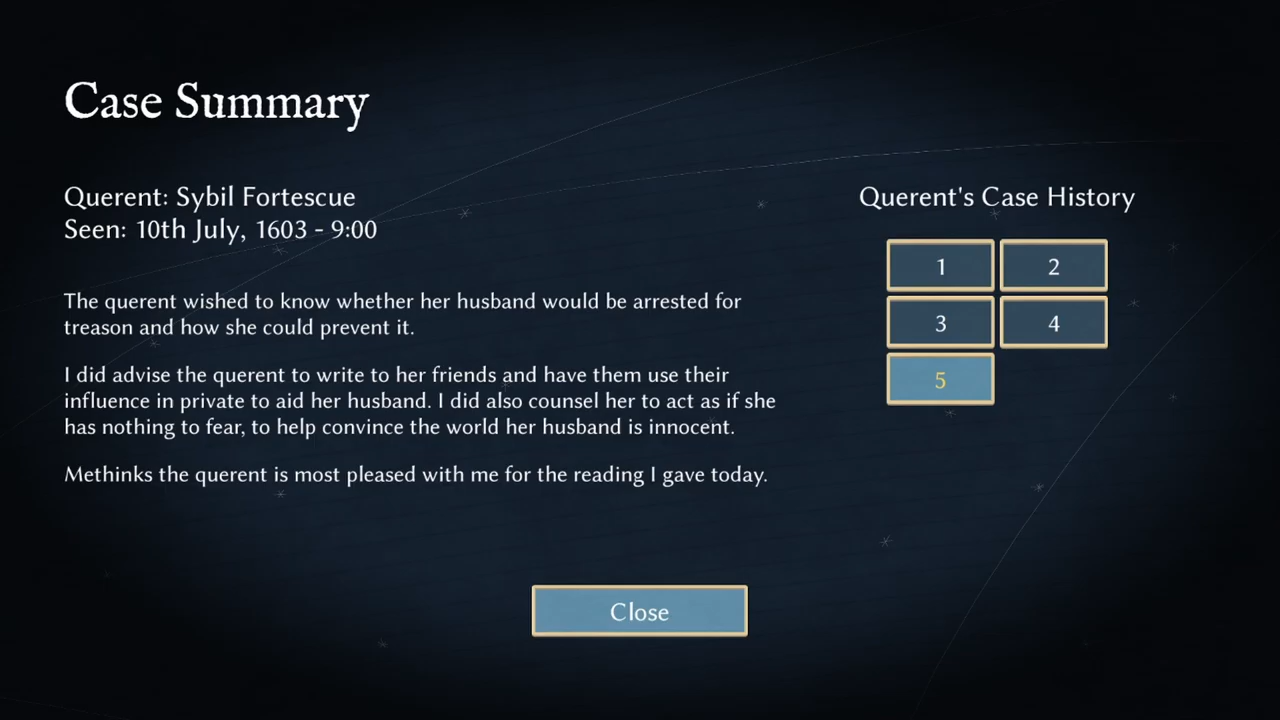 Case Summary
Querent: Sybil Fortescue
Seen: 10th July, 1603 - 9:00
The querent wished to know whether her husband would be arrested for
treason and how she could prevent it.
I did advise the querent to write to her friends and have them use their
influence in private to aid her husband. I did also counsel her to act as if she
has nothing to fear, to help convince the world her husband is innocent.
Methinks the querent is most pleased with me for the reading I gave today.
Querent's Case History
1 2
3 4
5
Close